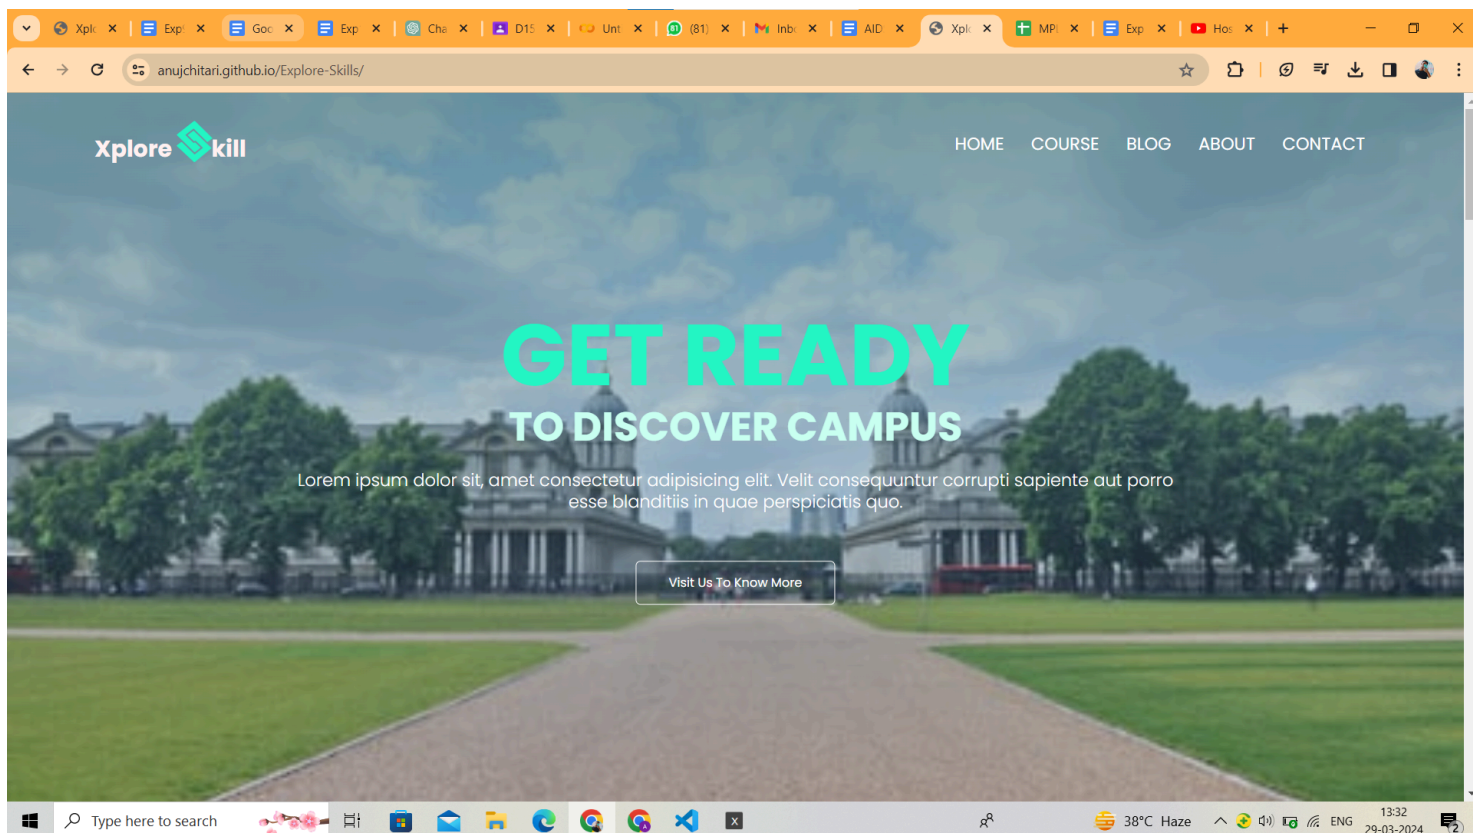 Xplo
Exp
Goo
Exp
Cha
D15
Unt
(81)
Inbo
AID
Xplo
MPL
Exp
Hos
anujchitari.github.io/Explore-Skills/
Xplore Skill
HOME COURSE BLOG ABOUT CONTACT
GET READY
TO DISCOVER CAMPUS
Lorem ipsum dolor sit, amet consectetur adipisicing elit. Velit consequuntur corrupti sapiente aut porro
esse blanditiis in quae perspiciatis quo.
Visit Us To Know More
Type here to search
38°C Haze
ENG
13:32
29-03-2024
2